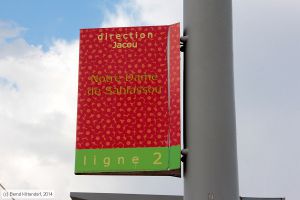 direction
Jacou
Notre-Dame
de Sablassou
ligne 2
(c) Bernd Kittendorf, 2014